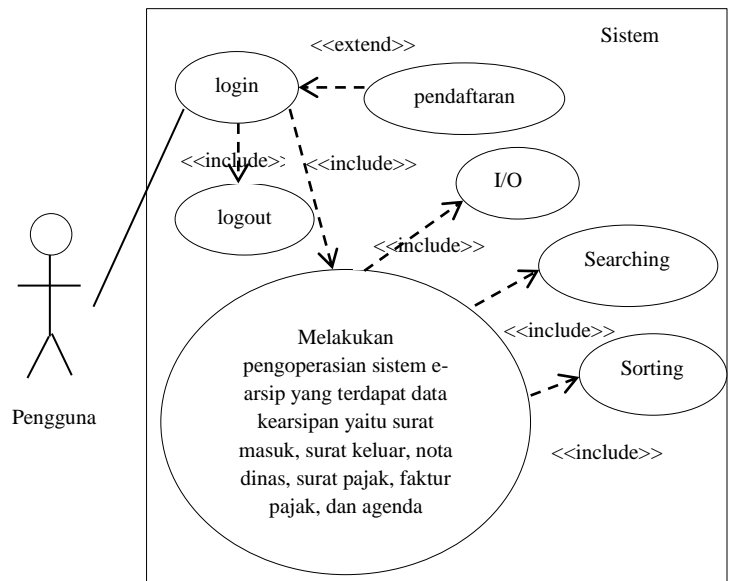 Sistem
<<extend>>
login
pendaftaran
<<include>>
<<include>>
I/O
logout
<<include>>
Searching
<<include>>
Melakukan
pengoperasian sistem e-
arsip yang terdapat data
kearsipan yaitu surat
masuk, surat keluar, nota
dinas, surat pajak, faktur
pajak, dan agenda
Sorting
Pengguna
<<include>>